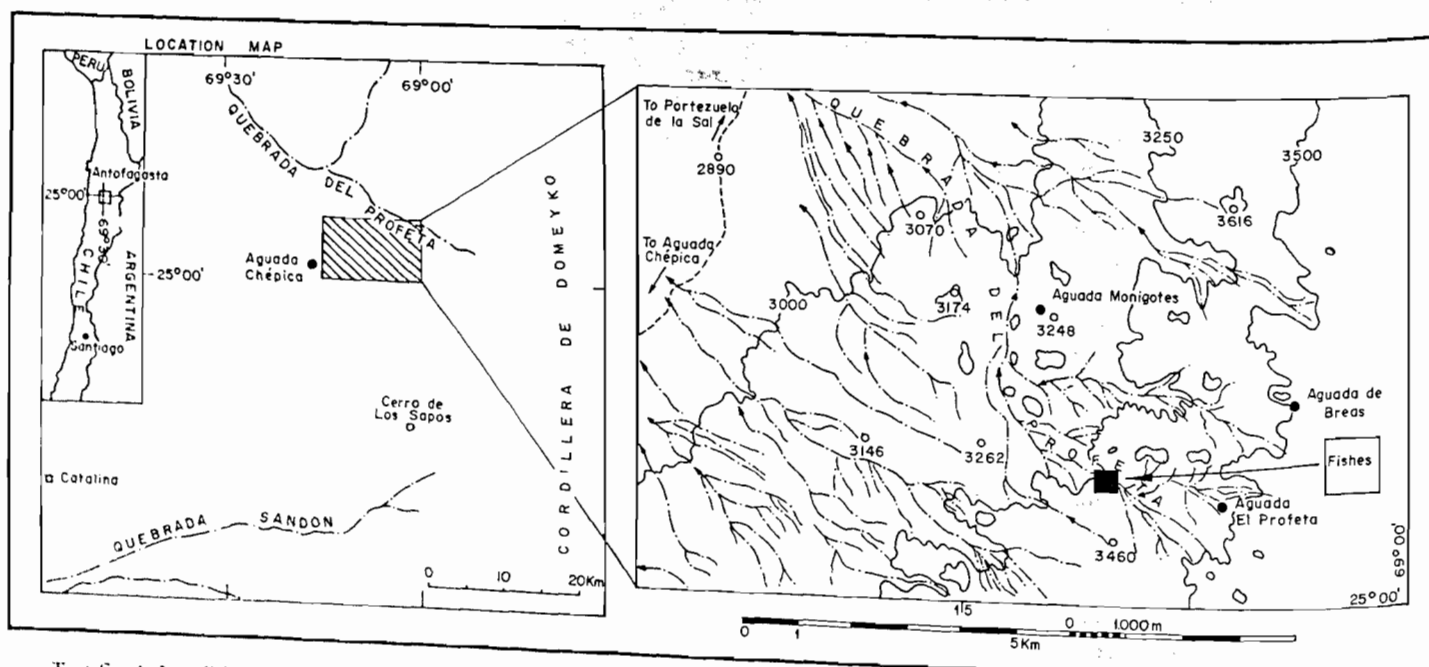 LOCATION MAP
PERU
BOLIVIA
Antofagasta
25°00'
69°30'
CHILE
ARGENTINA
Santiago
69°30'
69°00'
QUEBRADA DEL PROFETA
Aguada
Chépica
25°00'
CORDILLERA DE DOMEYKO
Cerro de
Los Sapos
Catalina
QUEBRADA SANDON
0 10 20Km
To Portezuelo
de la Sal
2890
To Aguada
Chépica
QUEBRADA DEL PROFETA
3250
3500
3070
3616
3000
3174
Aguada Monigotes
3248
Aguada de
Breas
3146
3262
Fishes
Aguada
El Profeta
3460
69°00'
25°00'
15
0 1
5Km
0 1.000m